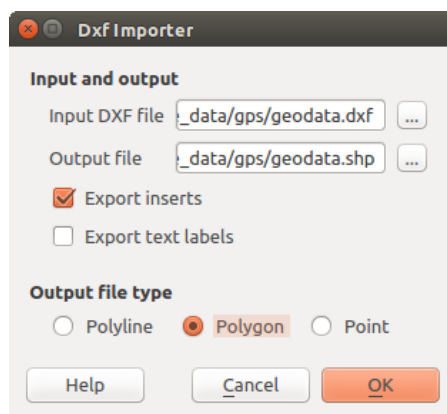 Dxf Importer
Input and output
Input DXF file :_data/gps/geodata.dxf ...
Output file _data/gps/geodata.shp ...
Export inserts
Export text labels
Output file type
Polyline Polygon Point
Help Cancel OK